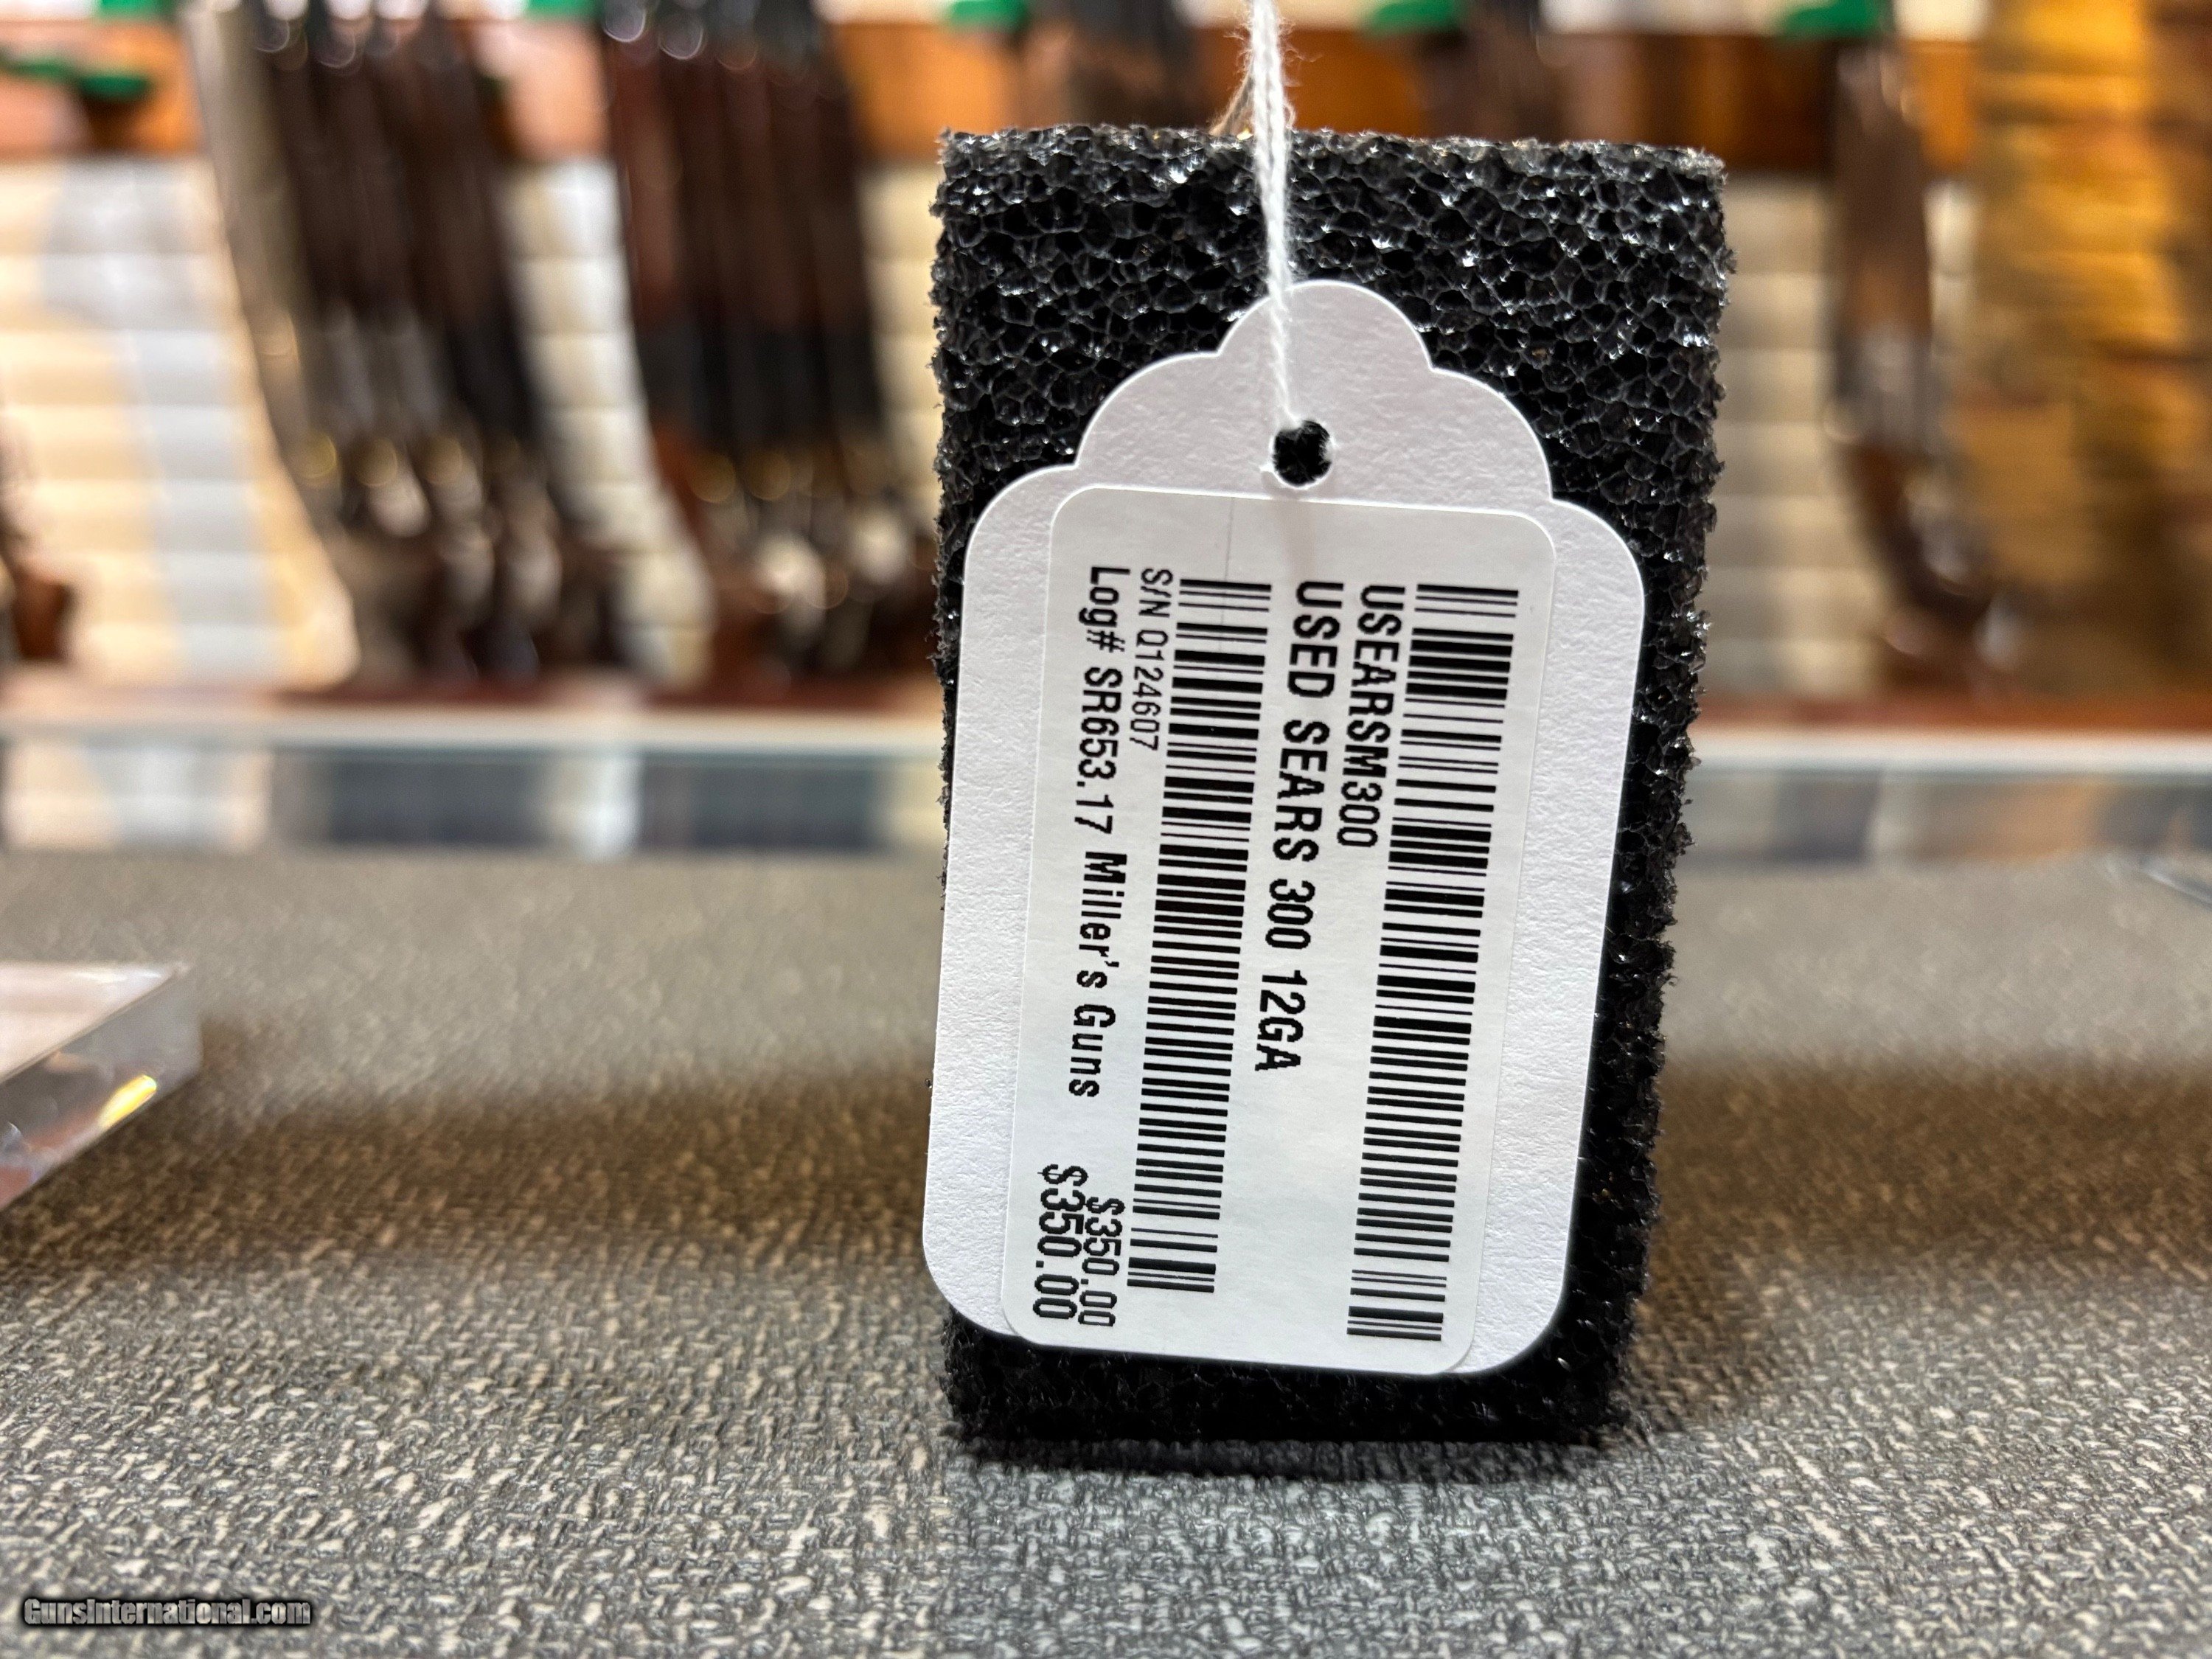 USEARSM300
USED SEARS 300 12GA
S/N Q124607
Log# SR653.17 Miller's Guns
$350.00
$350.00
GunsInternational.com